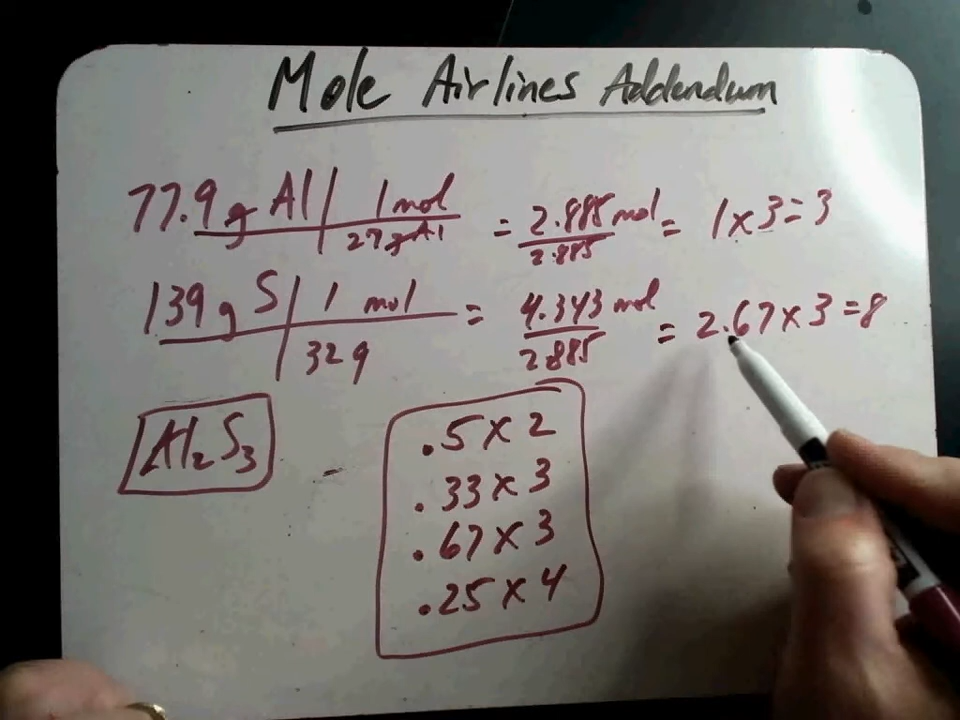 Mole Airlines Addendum
77.9 g Al | 1 mol / 27 g Al = 2.885 mol / 2.885 = 1 x 3 = 3
139 g S | 1 mol / 32 g = 4.343 mol / 2.885 = 2.67 x 3 = 8
Al₂S₃
.5 x 2
.33 x 3
.67 x 3
.25 x 4